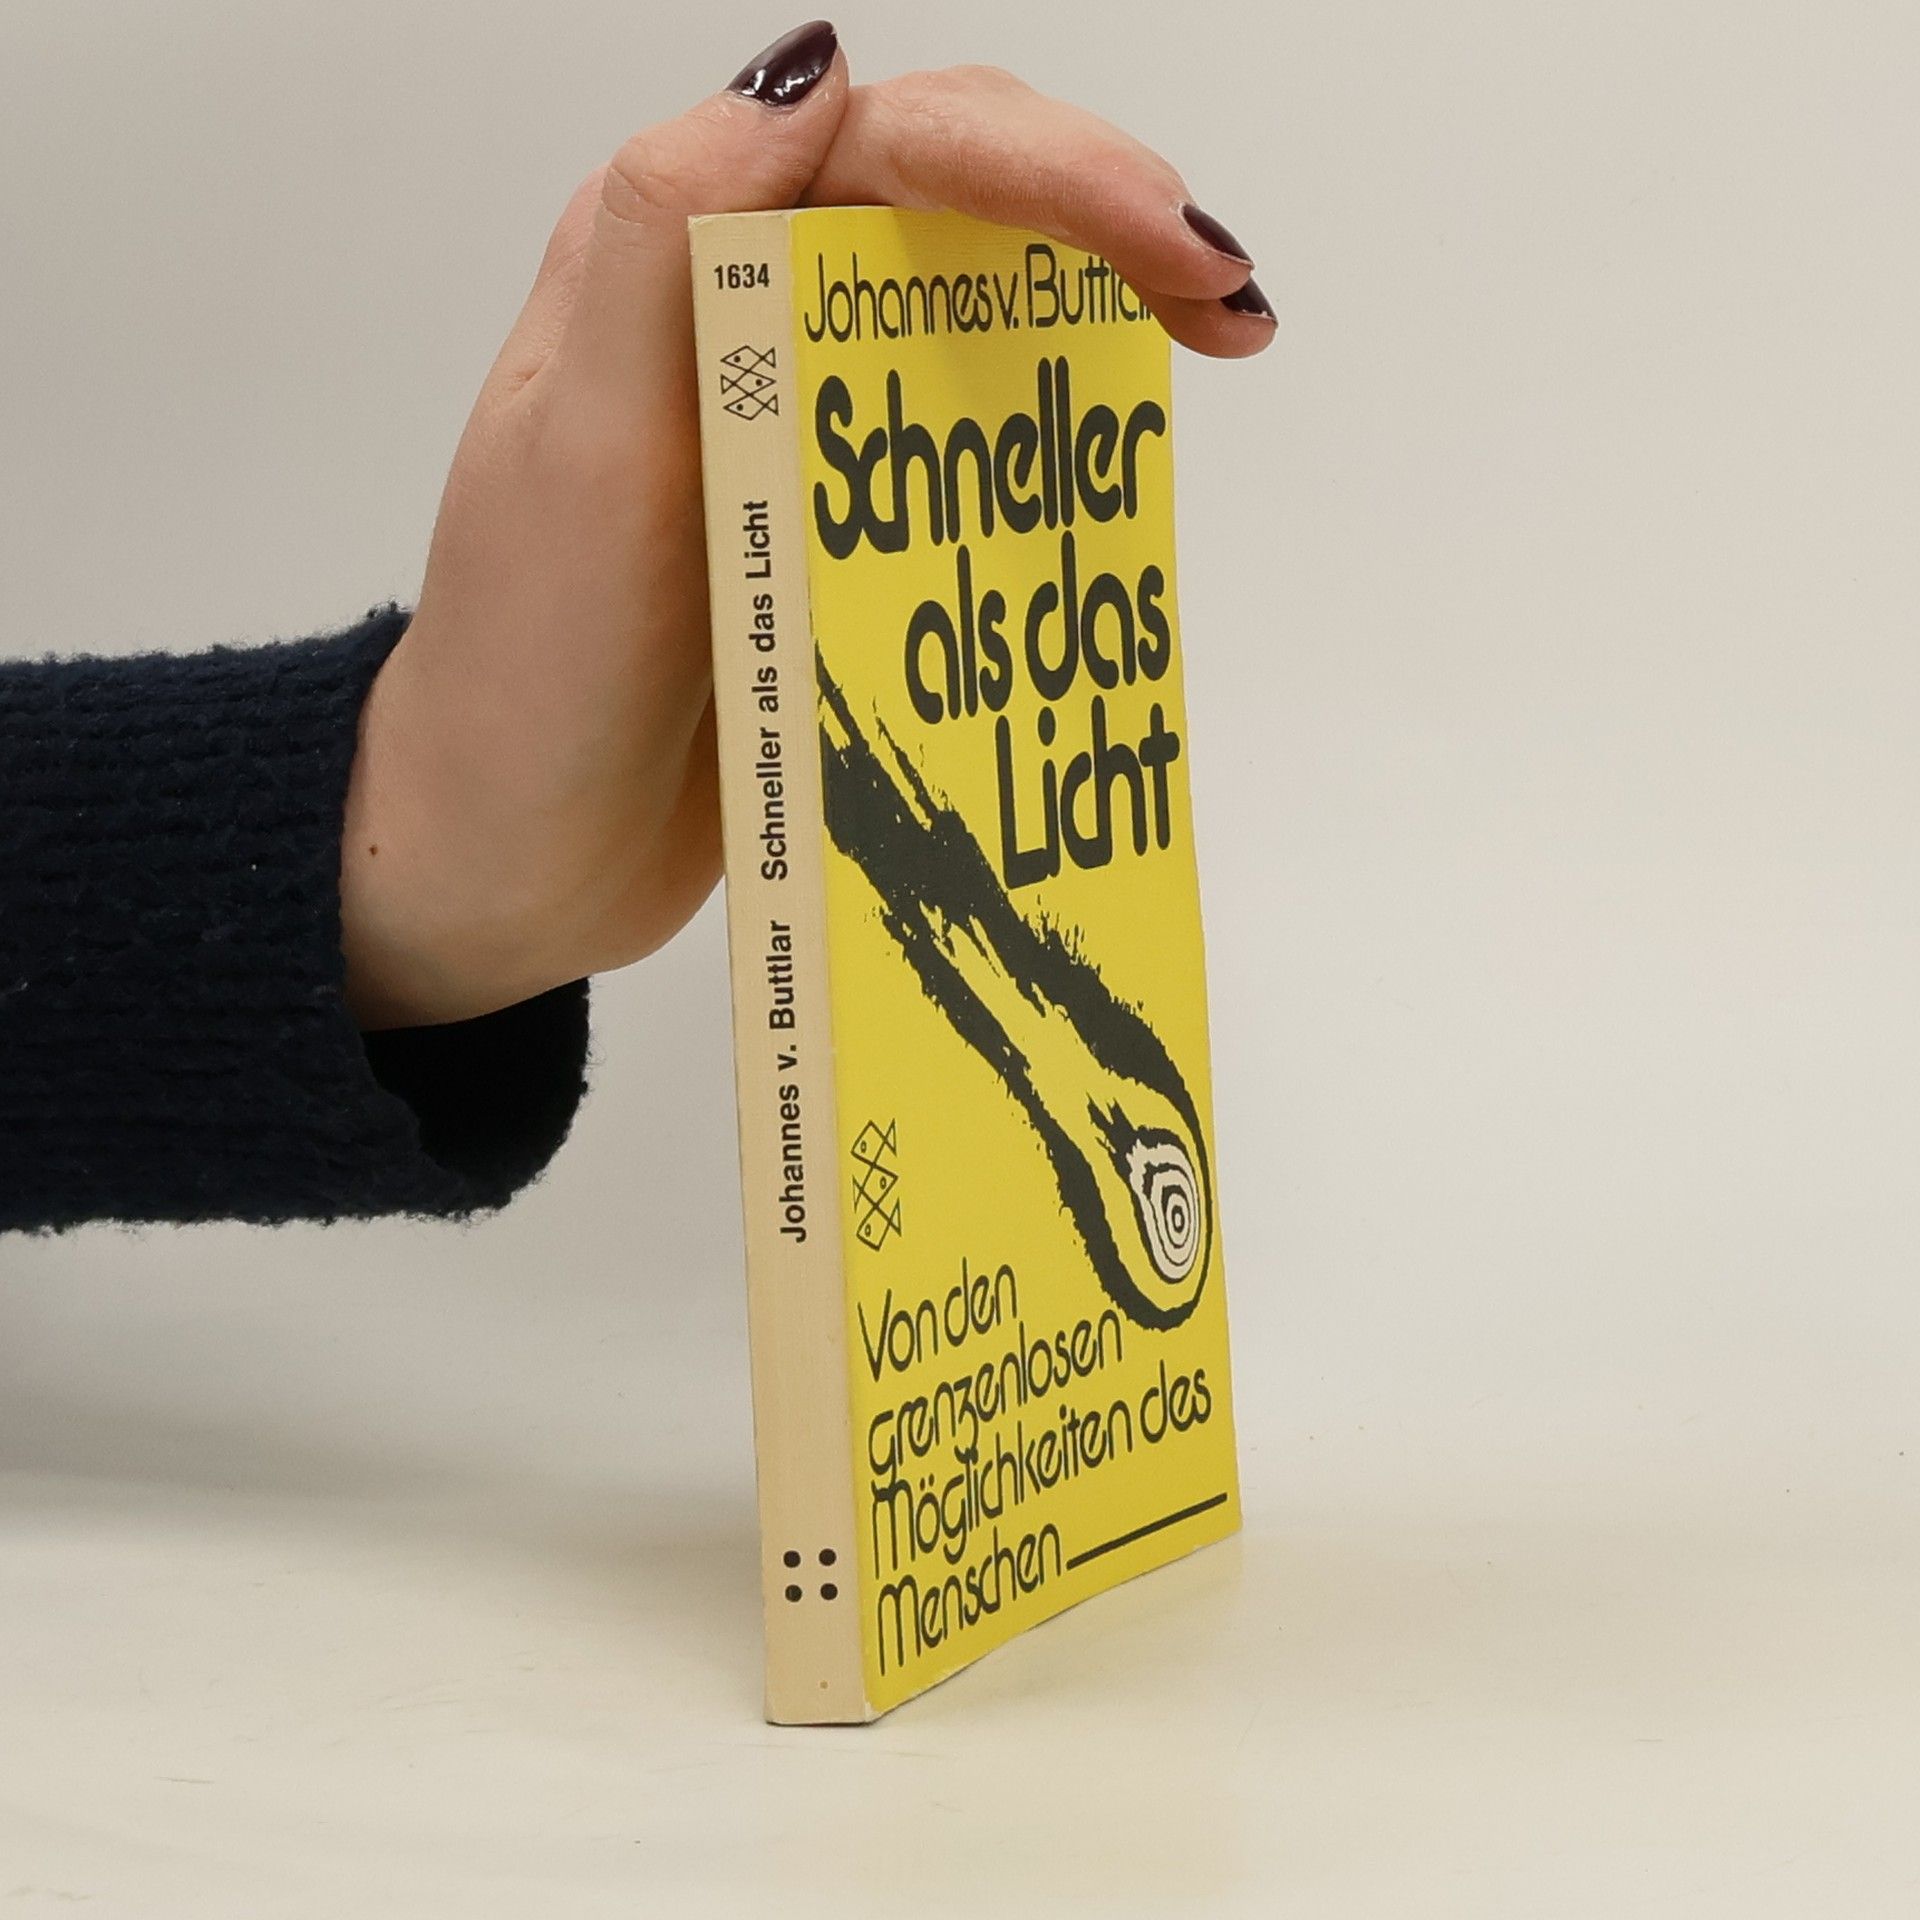 1634
Johannes v. Buttlar Schneller als das Licht
Johannes v. Buttlar
Schneller
als das
Licht
Von den
grenzenlosen
Möglichkeiten des
Menschen